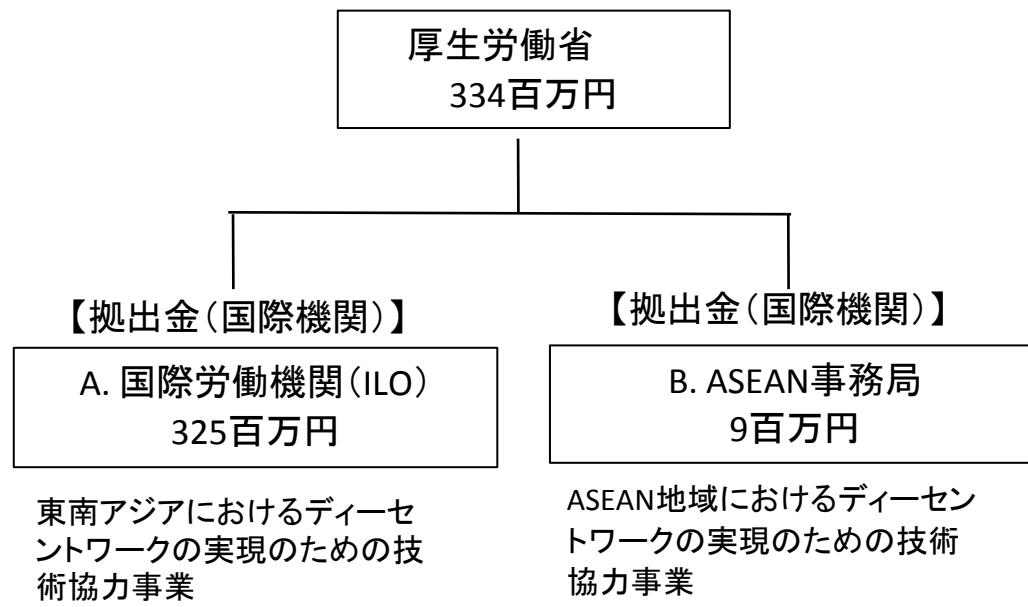 厚生労働省
334百万円
【拠出金(国際機関)】
A. 国際労働機関(ILO)
325百万円
東南アジアにおけるディーセ
ントワークの実現のための技
術協力事業
【拠出金(国際機関)】
B. ASEAN事務局
9百万円
ASEAN地域におけるディーセン
トワークの実現のための技術
協力事業